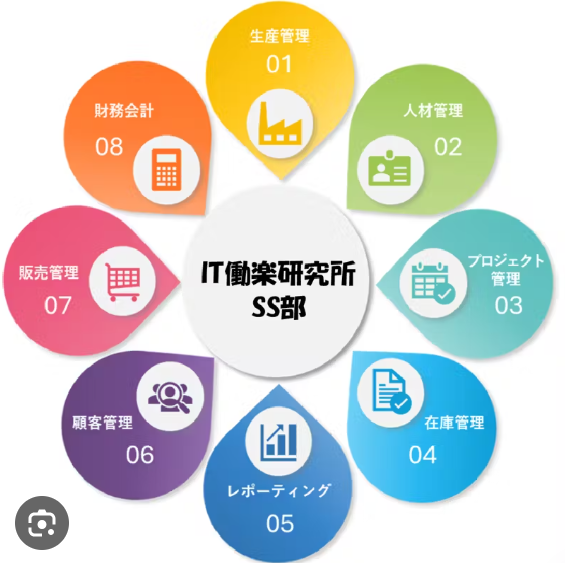 生産管理
01
人材管理
02
プロジェクト
管理
03
在庫管理
04
レポーティング
05
顧客管理
06
販売管理
07
財務会計
08
IT働楽研究所
SS部